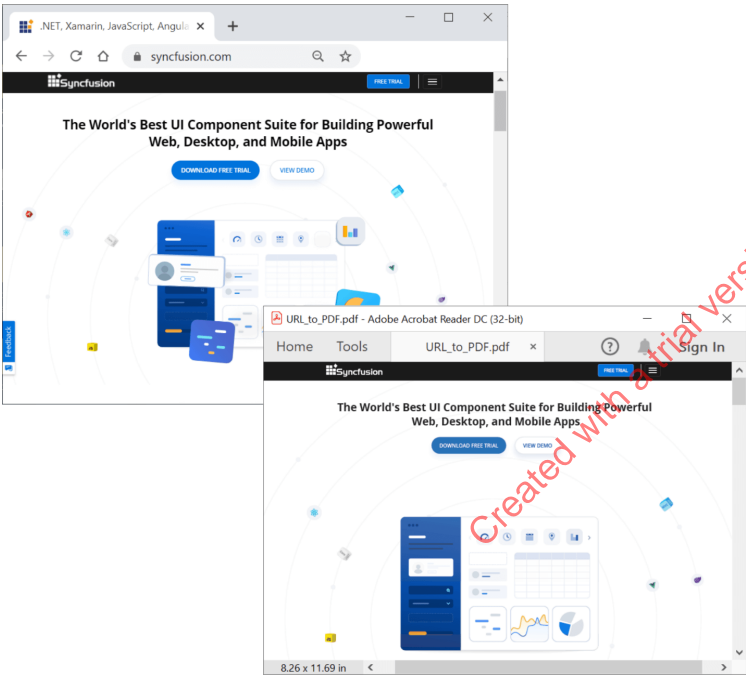 .NET, Xamarin, JavaScript, Angula
syncfusion.com
Syncfusion
FREE TRIAL
The World's Best UI Component Suite for Building Powerful
Web, Desktop, and Mobile Apps
DOWNLOAD FREE TRIAL
VIEW DEMO
Feedback
JS
URL_to_PDF.pdf - Adobe Acrobat Reader DC (32-bit)
Home
Tools
URL_to_PDF.pdf
Sign In
Syncfusion
FREE TRIAL
The World's Best UI Component Suite for Building Powerful
Web, Desktop, and Mobile Apps
DOWNLOAD FREE TRIAL
VIEW DEMO
JS
8.26 x 11.69 in
Created with a trial versi